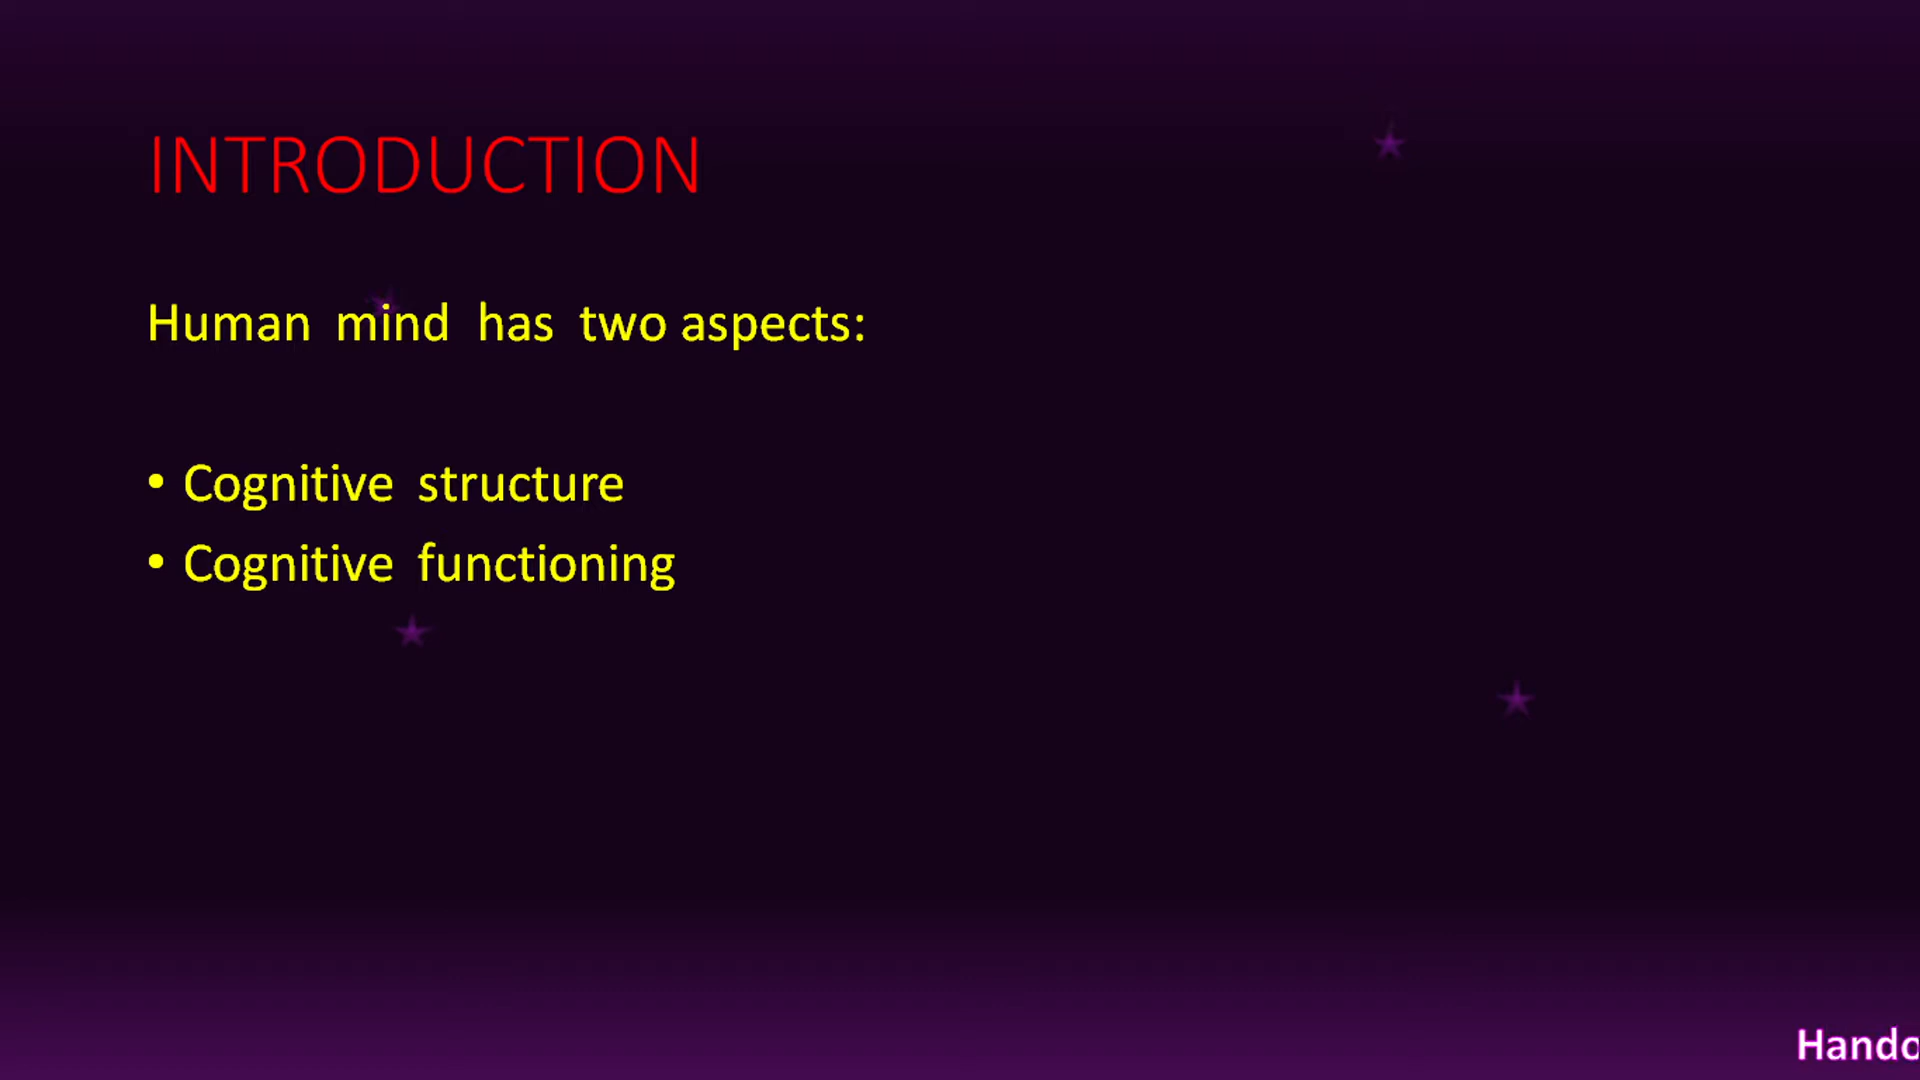 INTRODUCTION
Human mind has two aspects:
• Cognitive structure
• Cognitive functioning